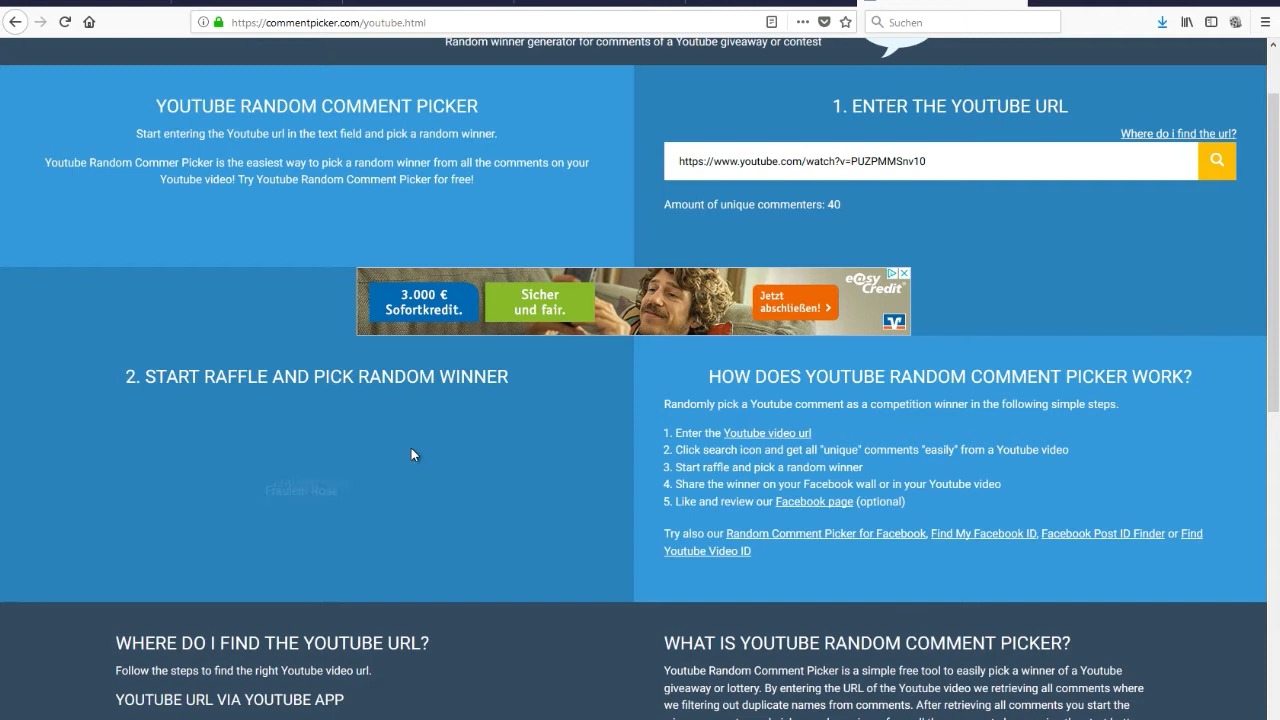 https://commentpicker.com/youtube.html
Suchen
Random winner generator for comments of a Youtube giveaway or contest
YOUTUBE RANDOM COMMENT PICKER
Start entering the Youtube url in the text field and pick a random winner.
Youtube Random Commer Picker is the easiest way to pick a random winner from all the comments on your
Youtube video! Try Youtube Random Comment Picker for free!
1. ENTER THE YOUTUBE URL
Where do i find the url?
https://www.youtube.com/watch?v=PUZPMMSnv10
Amount of unique commenters: 40
3.000 €
Sofortkredit.
Sicher
und fair.
Jetzt
abschließen!
e@sy
Credit
2. START RAFFLE AND PICK RANDOM WINNER
Fräulein Rose
HOW DOES YOUTUBE RANDOM COMMENT PICKER WORK?
Randomly pick a Youtube comment as a competition winner in the following simple steps.
1. Enter the Youtube video url
2. Click search icon and get all "unique" comments "easily" from a Youtube video
3. Start raffle and pick a random winner
4. Share the winner on your Facebook wall or in your Youtube video
5. Like and review our Facebook page (optional)
Try also our Random Comment Picker for Facebook, Find My Facebook ID, Facebook Post ID Finder or Find
Youtube Video ID
WHERE DO I FIND THE YOUTUBE URL?
Follow the steps to find the right Youtube video url.
YOUTUBE URL VIA YOUTUBE APP
WHAT IS YOUTUBE RANDOM COMMENT PICKER?
Youtube Random Comment Picker is a simple free tool to easily pick a winner of a Youtube
giveaway or lottery. By entering the URL of the Youtube video we retrieving all comments where
we filtering out duplicate names from comments. After retrieving all comments you start the